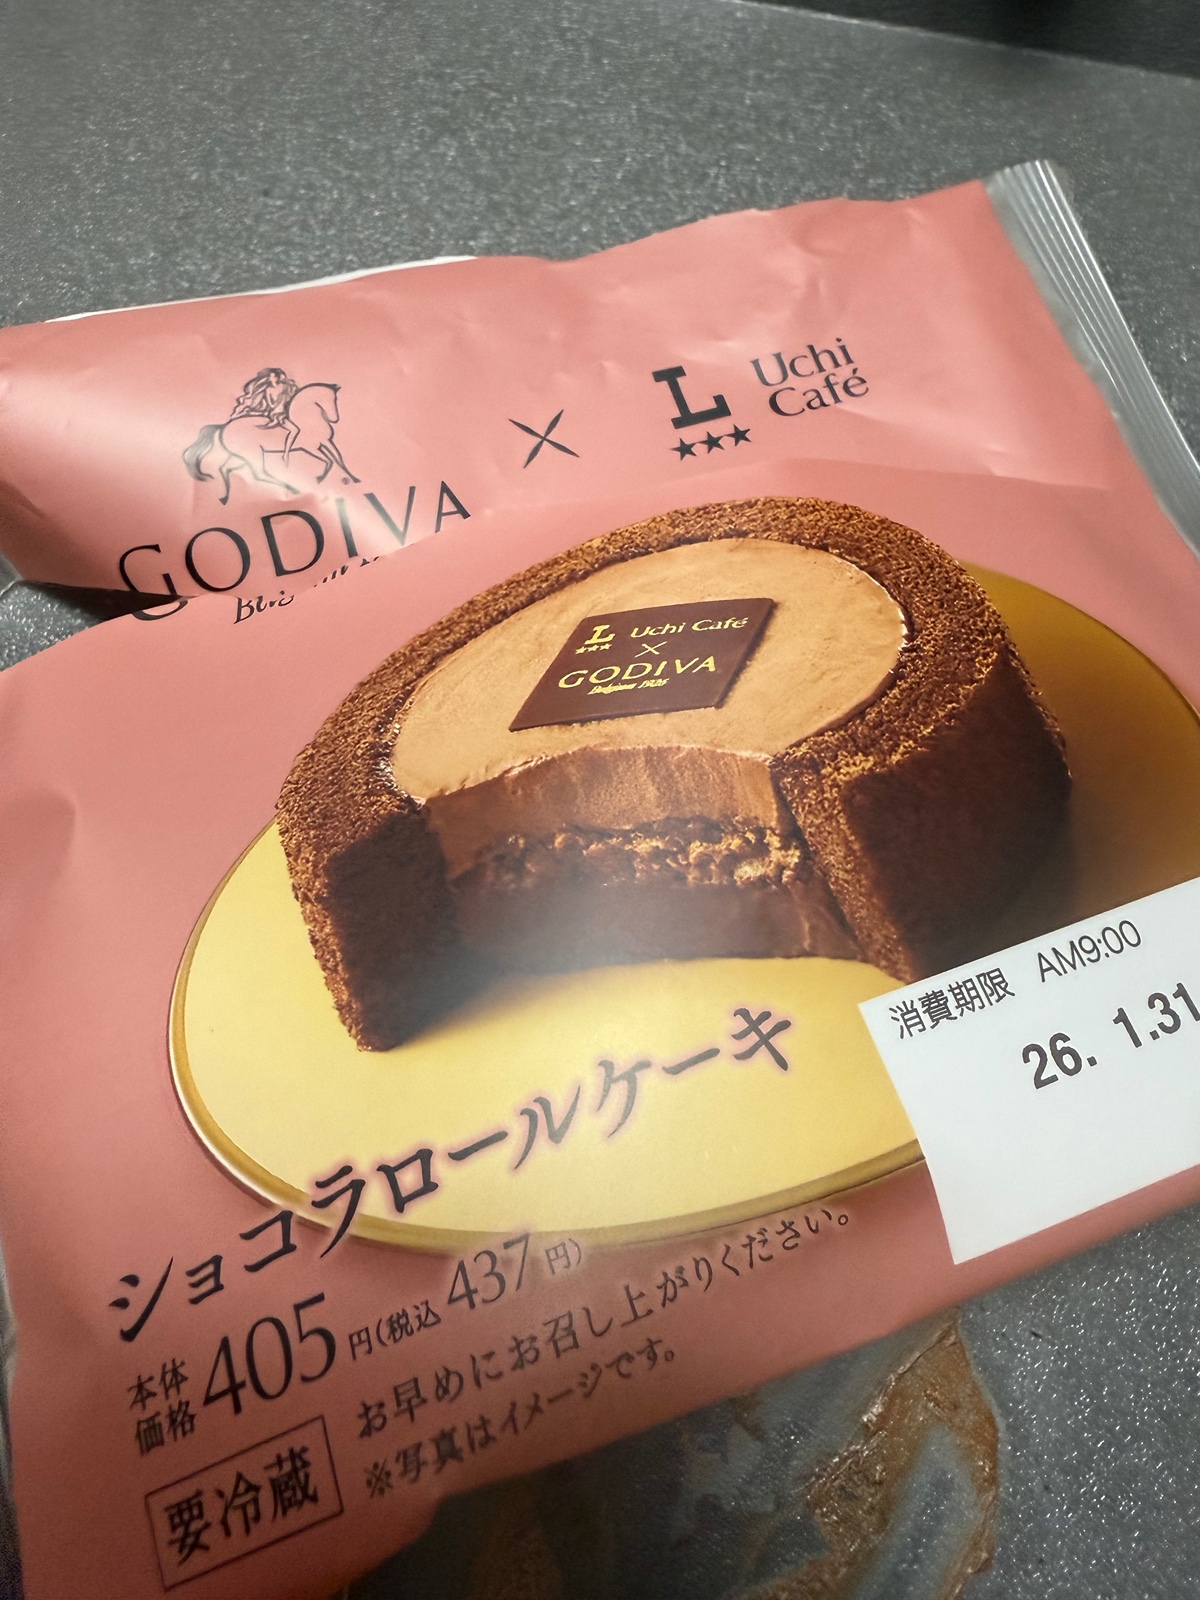 GODIVA
×
L
Uchi
Café
L Uchi Café
×
GODIVA
Belgium 1926
消費期限 AM9:00
26. 1.31
ショコラロールケーキ
本体
価格 405円(税込 437円)
お早めにお召し上がりください。
※写真はイメージです。
要冷蔵